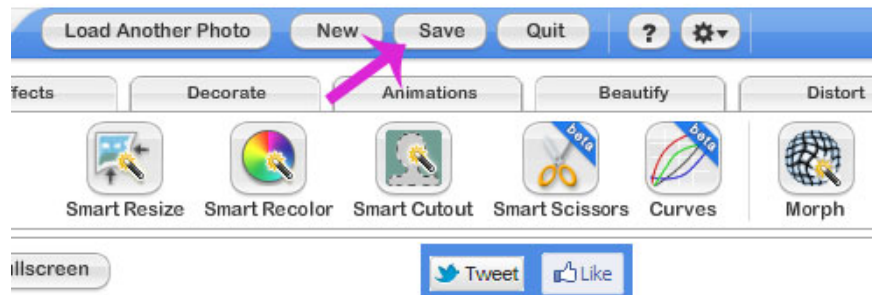 Load Another Photo New Save Quit ?
ffects Decorate Animations Beautify Distort
beta beta
Smart Resize Smart Recolor Smart Cutout Smart Scissors Curves Morph
llscreen Tweet Like